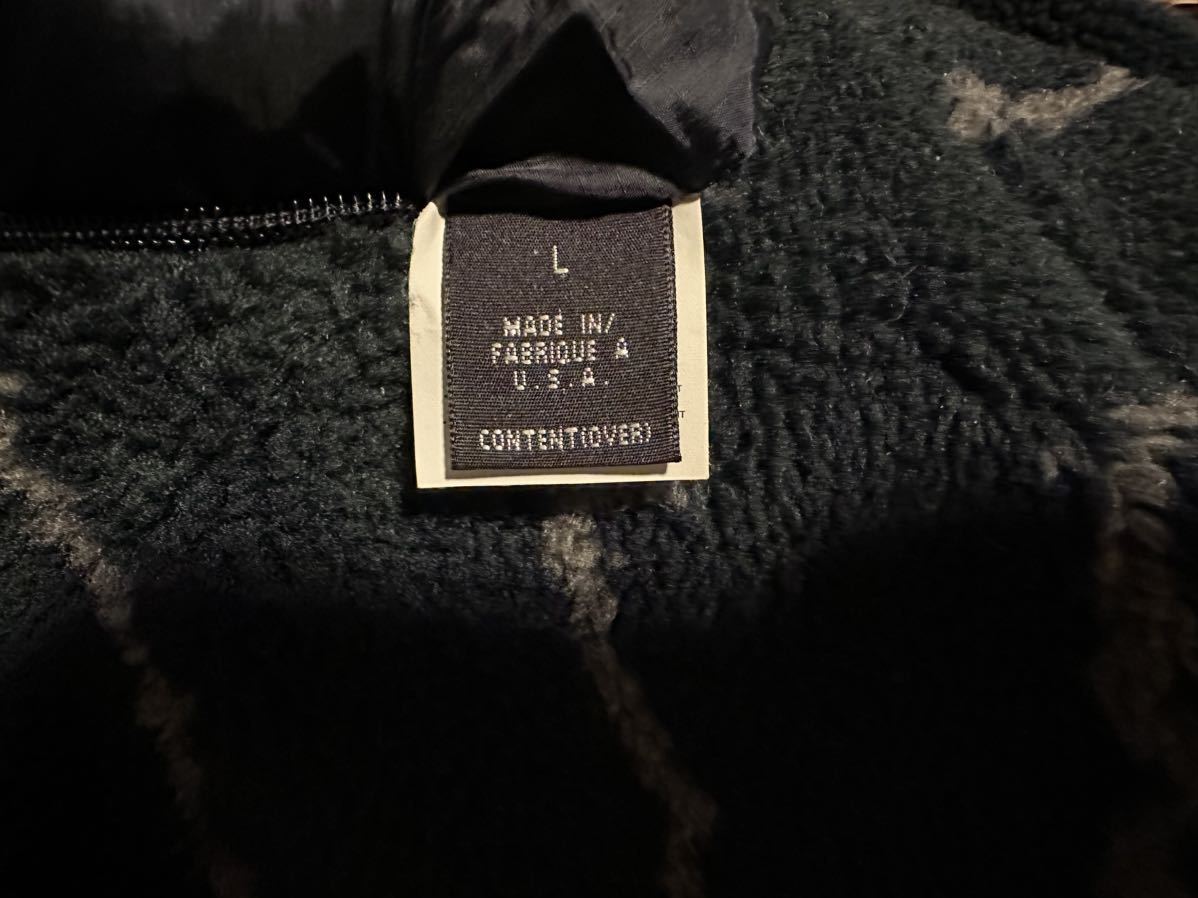 L
MADE IN/
FABRIQUE A
U.S.A.
CONTENT(OVER)